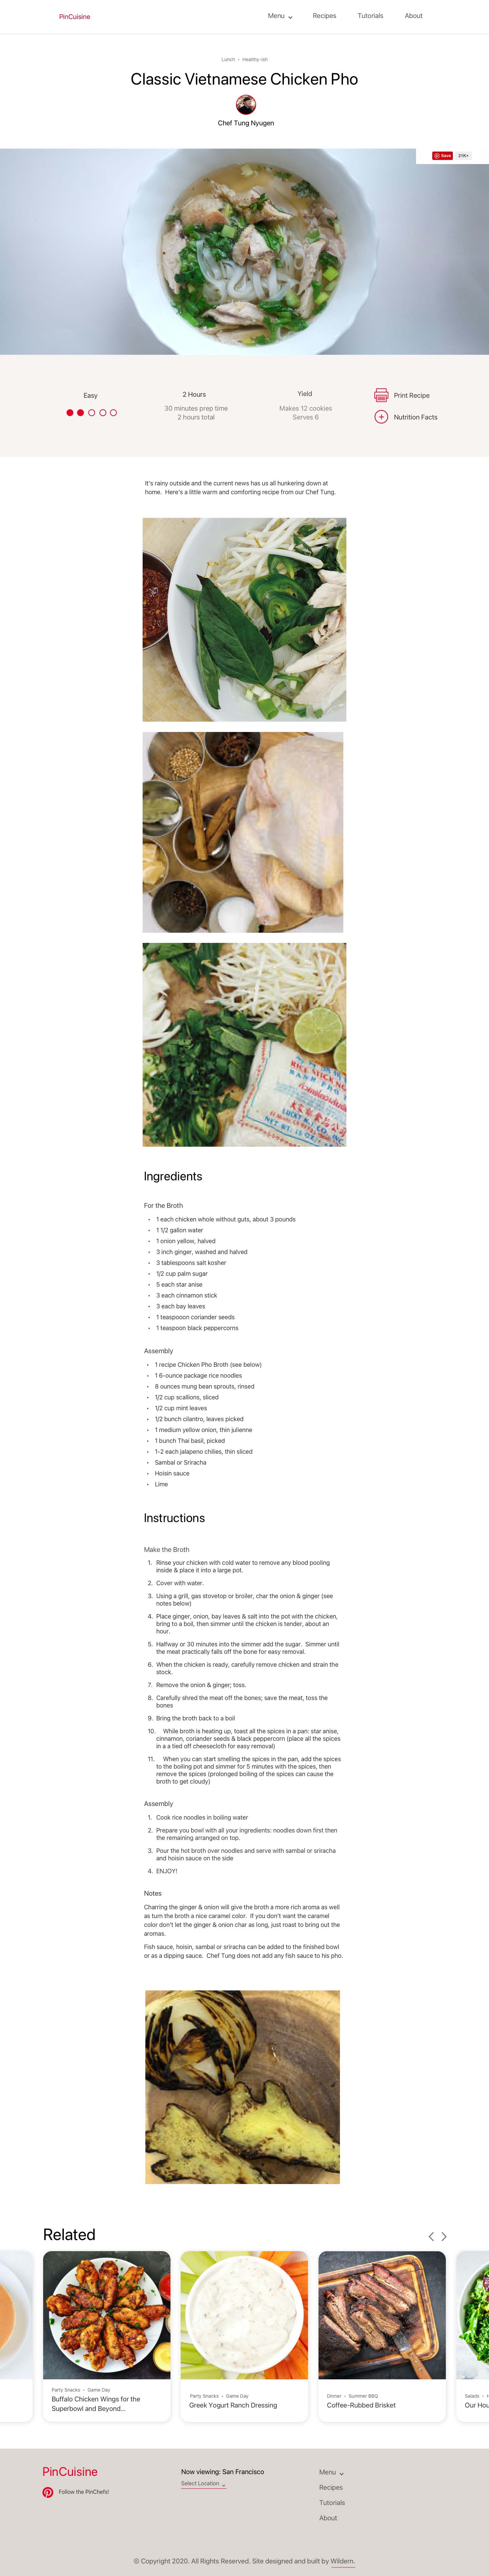 PinCuisine
Menu
Recipes
Tutorials
About
Lunch • Healthy-ish
Classic Vietnamese Chicken Pho
Chef Tung Nyugen
Save
31K+
Easy
2 Hours
30 minutes prep time
2 hours total
Yield
Makes 12 cookies
Serves 6
Print Recipe
Nutrition Facts
It's rainy outside and the current news has us all hunkering down at
home. Here's a little warm and comforting recipe from our Chef Tung.
Ingredients
For the Broth
• 1 each chicken whole without guts, about 3 pounds
• 1 1/2 gallon water
• 1 onion yellow, halved
• 3 inch ginger, washed and halved
• 3 tablespoons salt kosher
• 1/2 cup palm sugar
• 5 each star anise
• 3 each cinnamon stick
• 3 each bay leaves
• 1 teaspooon coriander seeds
• 1 teaspoon black peppercorns
Assembly
• 1 recipe Chicken Pho Broth (see below)
• 1 6-ounce package rice noodles
• 8 ounces mung bean sprouts, rinsed
• 1/2 cup scallions, sliced
• 1/2 cup mint leaves
• 1/2 bunch cilantro, leaves picked
• 1 medium yellow onion, thin julienne
• 1 bunch Thai basil, picked
• 1-2 each jalapeno chilies, thin sliced
• Sambal or Sriracha
• Hoisin sauce
• Lime
Instructions
Make the Broth
1. Rinse your chicken with cold water to remove any blood pooling
inside & place it into a large pot.
2. Cover with water.
3. Using a grill, gas stovetop or broiler, char the onion & ginger (see
notes below)
4. Place ginger, onion, bay leaves & salt into the pot with the chicken,
bring to a boil, then simmer until the chicken is tender, about an
hour.
5. Halfway or 30 minutes into the simmer add the sugar. Simmer until
the meat practically falls off the bone for easy removal.
6. When the chicken is ready, carefully remove chicken and strain the
stock.
7. Remove the onion & ginger; toss.
8. Carefully shred the meat off the bones; save the meat, toss the
bones
9. Bring the broth back to a boil
10. While broth is heating up, toast all the spices in a pan: star anise,
cinnamon, coriander seeds & black peppercorn (place all the spices
in a a tied off cheesecloth for easy removal)
11. When you can start smelling the spices in the pan, add the spices
to the boiling pot and simmer for 5 minutes with the spices, then
remove the spices (prolonged boiling of the spices can cause the
broth to get cloudy)
Assembly
1. Cook rice noodles in boiling water
2. Prepare you bowl with all your ingredients: noodles down first then
the remaining arranged on top.
3. Pour the hot broth over noodles and serve with sambal or sriracha
and hoisin sauce on the side
4. ENJOY!
Notes
Charring the ginger & onion will give the broth a more rich aroma as well
as turn the broth a nice caramel color. If you don't want the caramel
color don't let the ginger & onion char as long, just roast to bring out the
aromas.
Fish sauce, hoisin, sambal or sriracha can be added to the finished bowl
or as a dipping sauce. Chef Tung does not add any fish sauce to his pho.
Related
Party Snacks • Game Day
Buffalo Chicken Wings for the
Superbowl and Beyond...
Party Snacks • Game Day
Greek Yogurt Ranch Dressing
Dinner • Summer BBQ
Coffee-Rubbed Brisket
Salads • H
Our Hou
PinCuisine
Follow the PinChefs!
Now viewing: San Francisco
Select Location
Menu
Recipes
Tutorials
About
© Copyright 2020. All Rights Reserved. Site designed and built by Wildern.